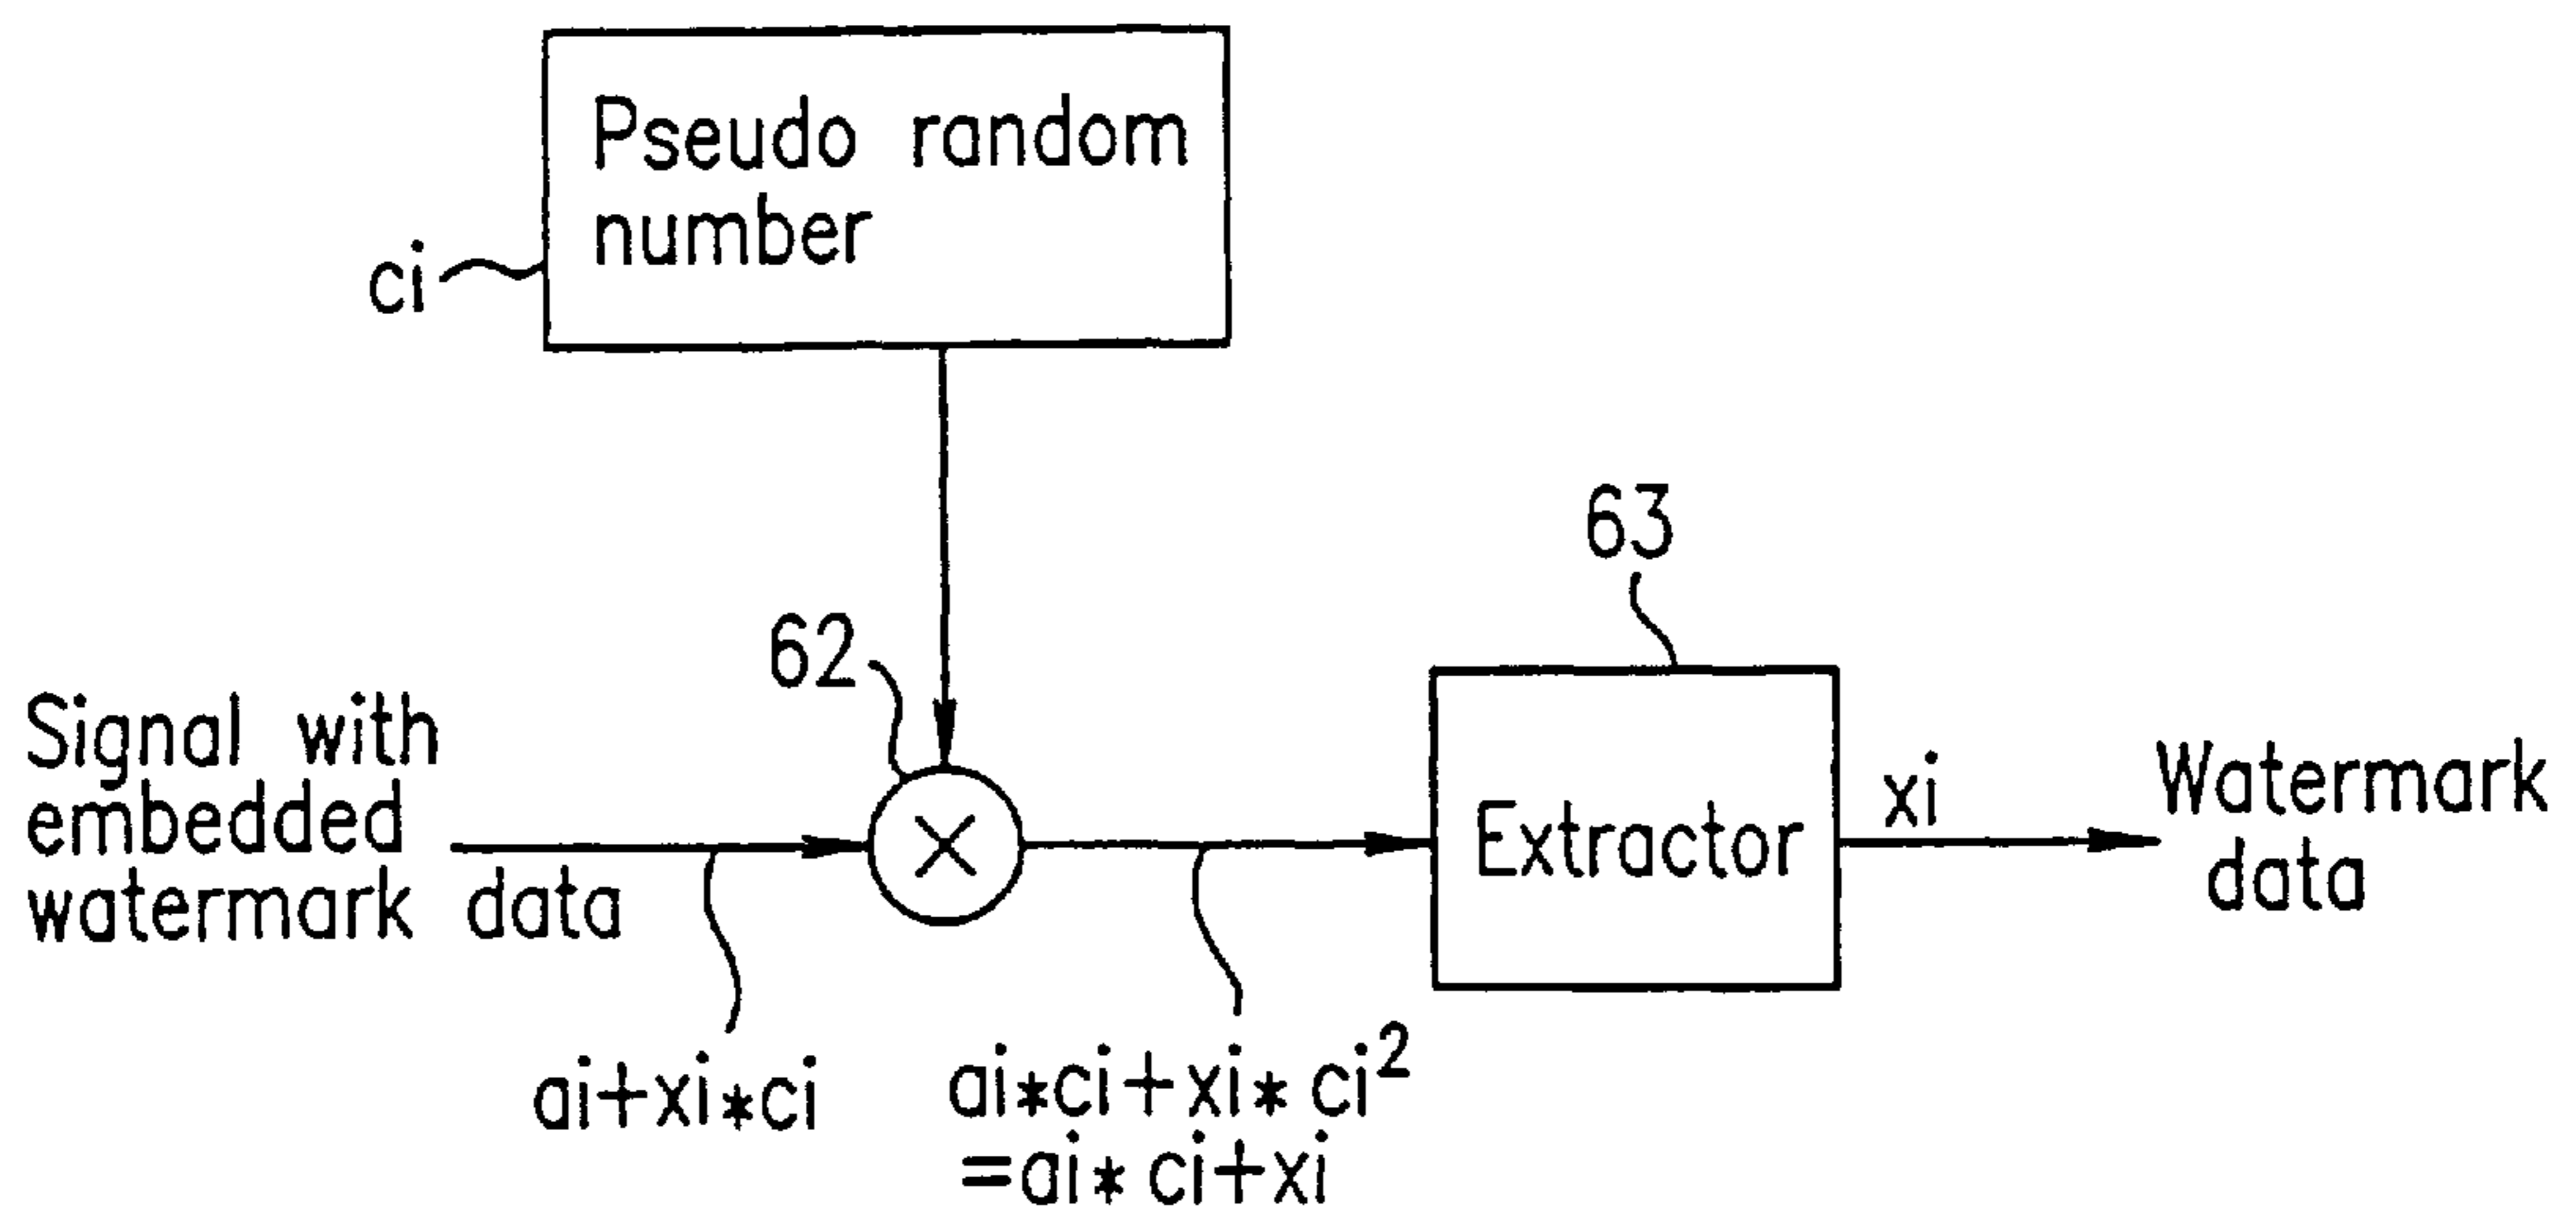 Pseudo random
number
ci
63
62
Signal with
embedded
watermark data
Extractor
xi
Watermark
data
ai+xi*ci
ai*ci+xi* ci²
=ai* ci+xi